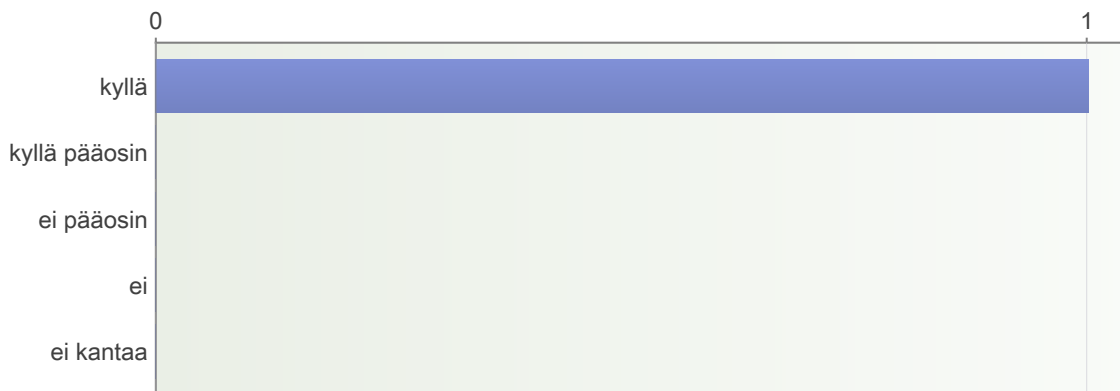 0 1
kyllä
kyllä pääosin
ei pääosin
ei
ei kantaa